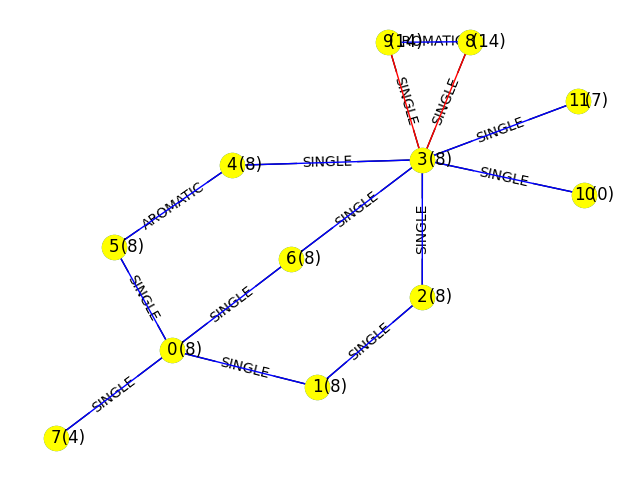 9(14) AROMATIC 8(14)
SINGLE
SINGLE
11(7)
SINGLE
4(8) SINGLE 3(8)
SINGLE
10(0)
AROMATIC
SINGLE
SINGLE
5(8)
6(8)
SINGLE
SINGLE
2(8)
SINGLE
0(8)
SINGLE
1(8)
SINGLE
7(4)